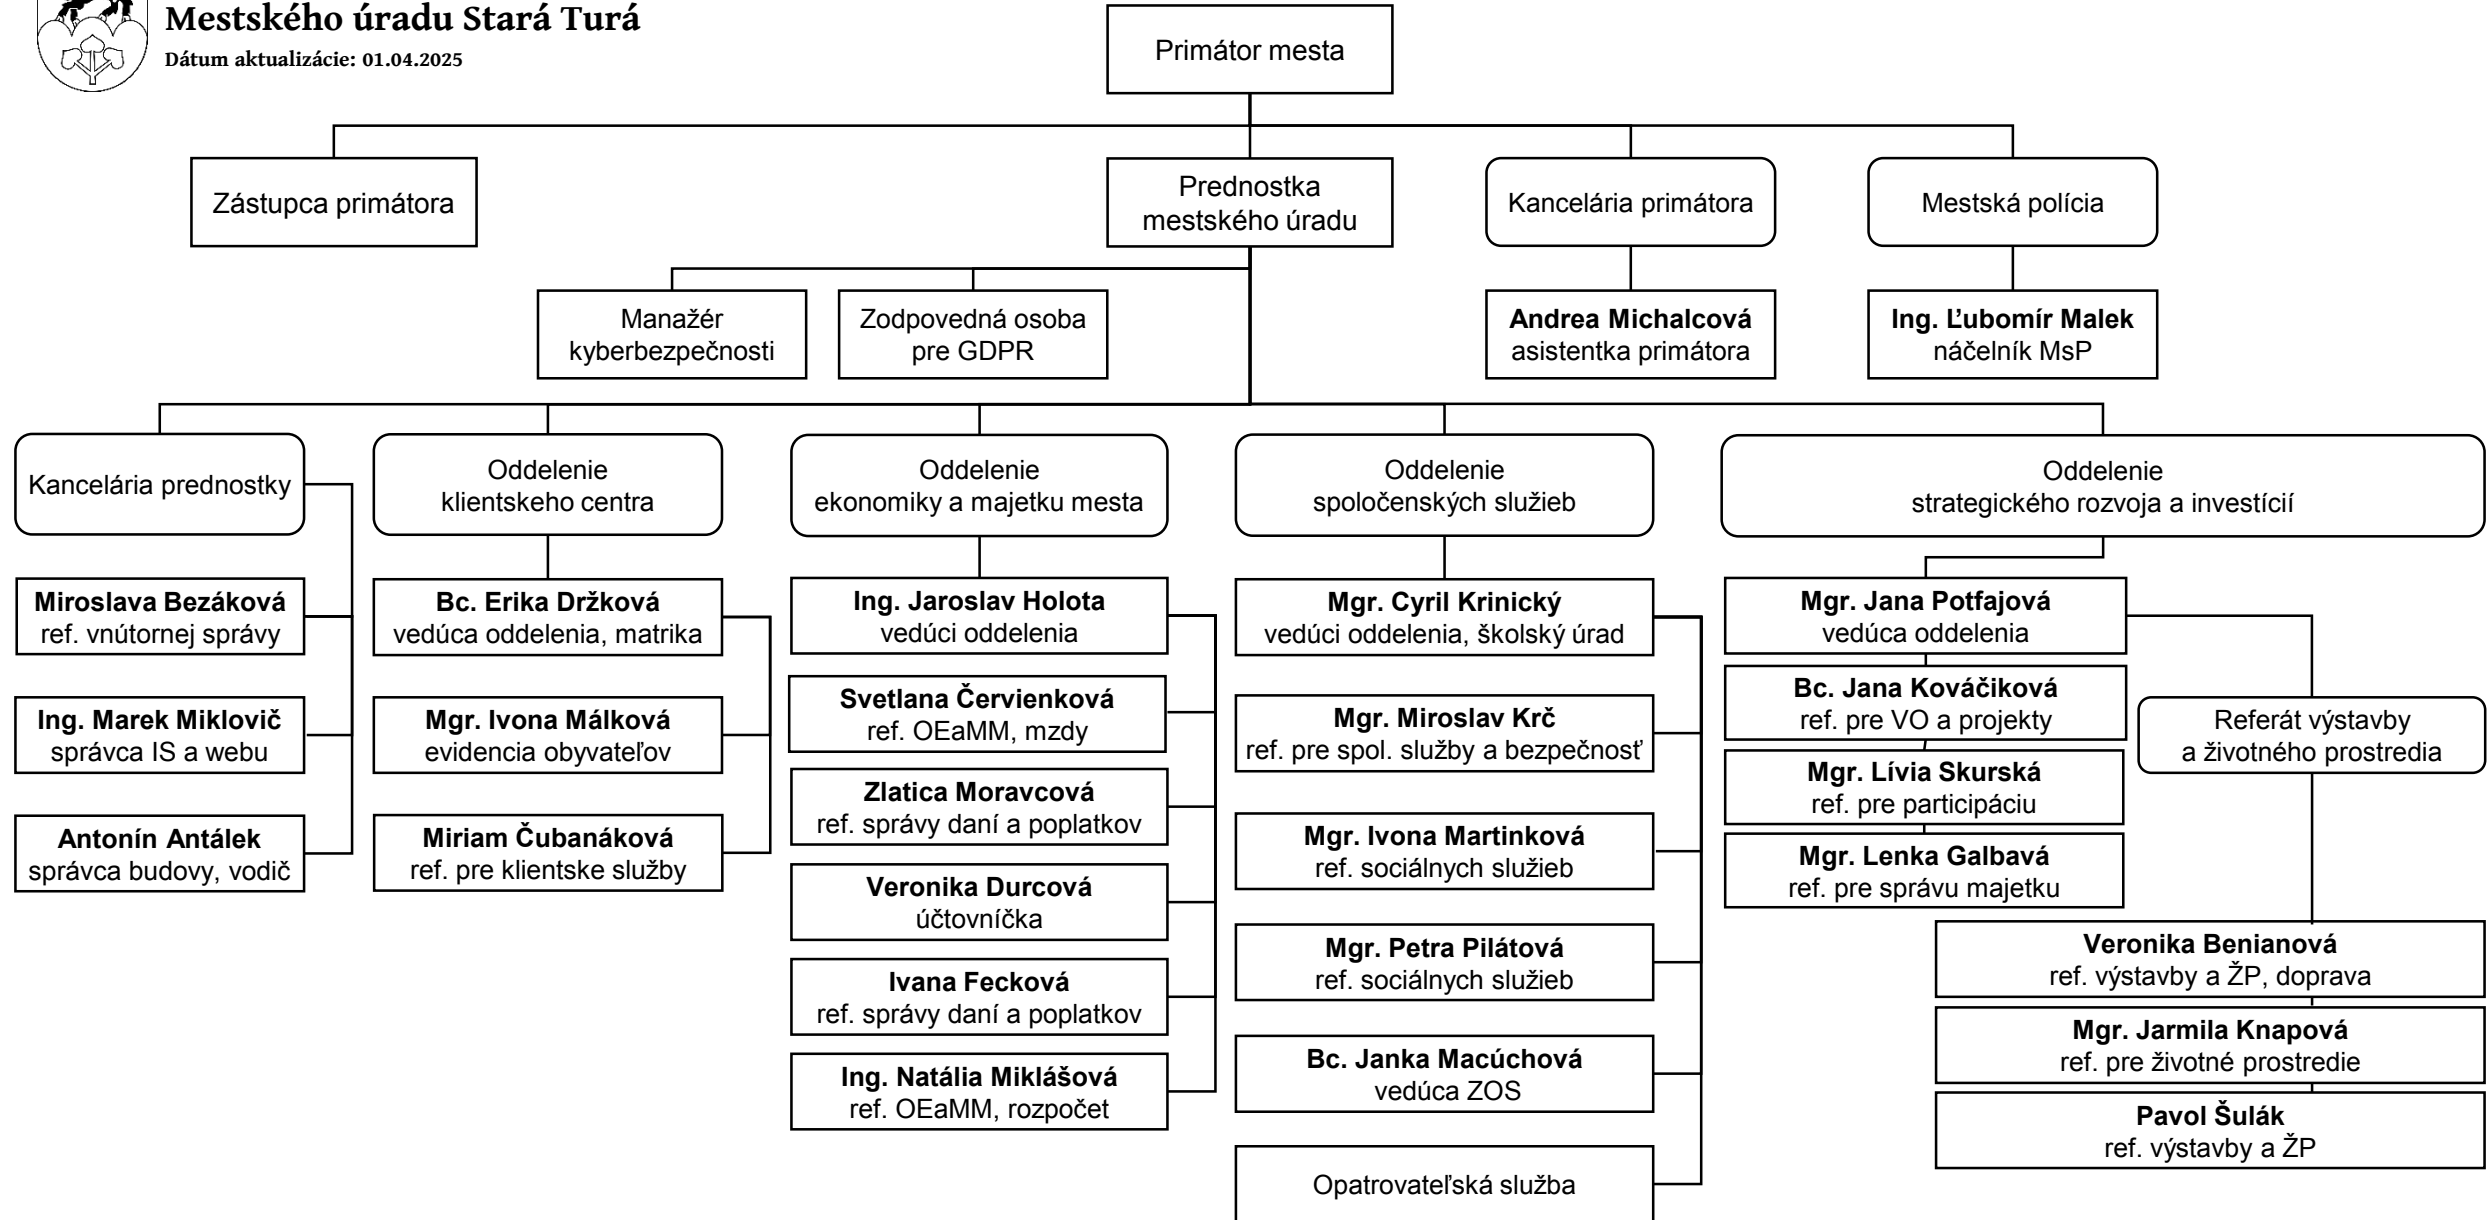 Mestského úradu Stará Turá
Dátum aktualizácie: 01.04.2025
Primátor mesta
Zástupca primátora
Prednostka
mestského úradu
Kancelária primátora
Mestská polícia
Manažér
kyberbezpečnosti
Zodpovedná osoba
pre GDPR
Andrea Michalcová
asistentka primátora
Ing. Ľubomír Malek
náčelník MsP
Kancelária prednostky
Oddelenie
klientskeho centra
Oddelenie
ekonomiky a majetku mesta
Oddelenie
spoločenských služieb
Oddelenie
strategického rozvoja a investícií
Miroslava Bezáková
ref. vnútornej správy
Ing. Marek Miklovič
správca IS a webu
Antonín Antálek
správca budovy, vodič
Bc. Erika Držková
vedúca oddelenia, matrika
Mgr. Ivona Málková
evidencia obyvateľov
Miriam Čubanáková
ref. pre klientske služby
Ing. Jaroslav Holota
vedúci oddelenia
Svetlana Červienková
ref. OEaMM, mzdy
Zlatica Moravcová
ref. správy daní a poplatkov
Veronika Durcová
účtovníčka
Ivana Fecková
ref. správy daní a poplatkov
Ing. Natália Miklášová
ref. OEaMM, rozpočet
Mgr. Cyril Krinický
vedúci oddelenia, školský úrad
Mgr. Miroslav Krč
ref. pre spol. služby a bezpečnosť
Mgr. Ivona Martinková
ref. sociálnych služieb
Mgr. Petra Pilátová
ref. sociálnych služieb
Bc. Janka Macúchová
vedúca ZOS
Opatrovateľská služba
Mgr. Jana Potfajová
vedúca oddelenia
Bc. Jana Kováčiková
ref. pre VO a projekty
Mgr. Lívia Skurská
ref. pre participáciu
Mgr. Lenka Galbavá
ref. pre správu majetku
Referát výstavby
a životného prostredia
Veronika Benianová
ref. výstavby a ŽP, doprava
Mgr. Jarmila Knapová
ref. pre životné prostredie
Pavol Šulák
ref. výstavby a ŽP